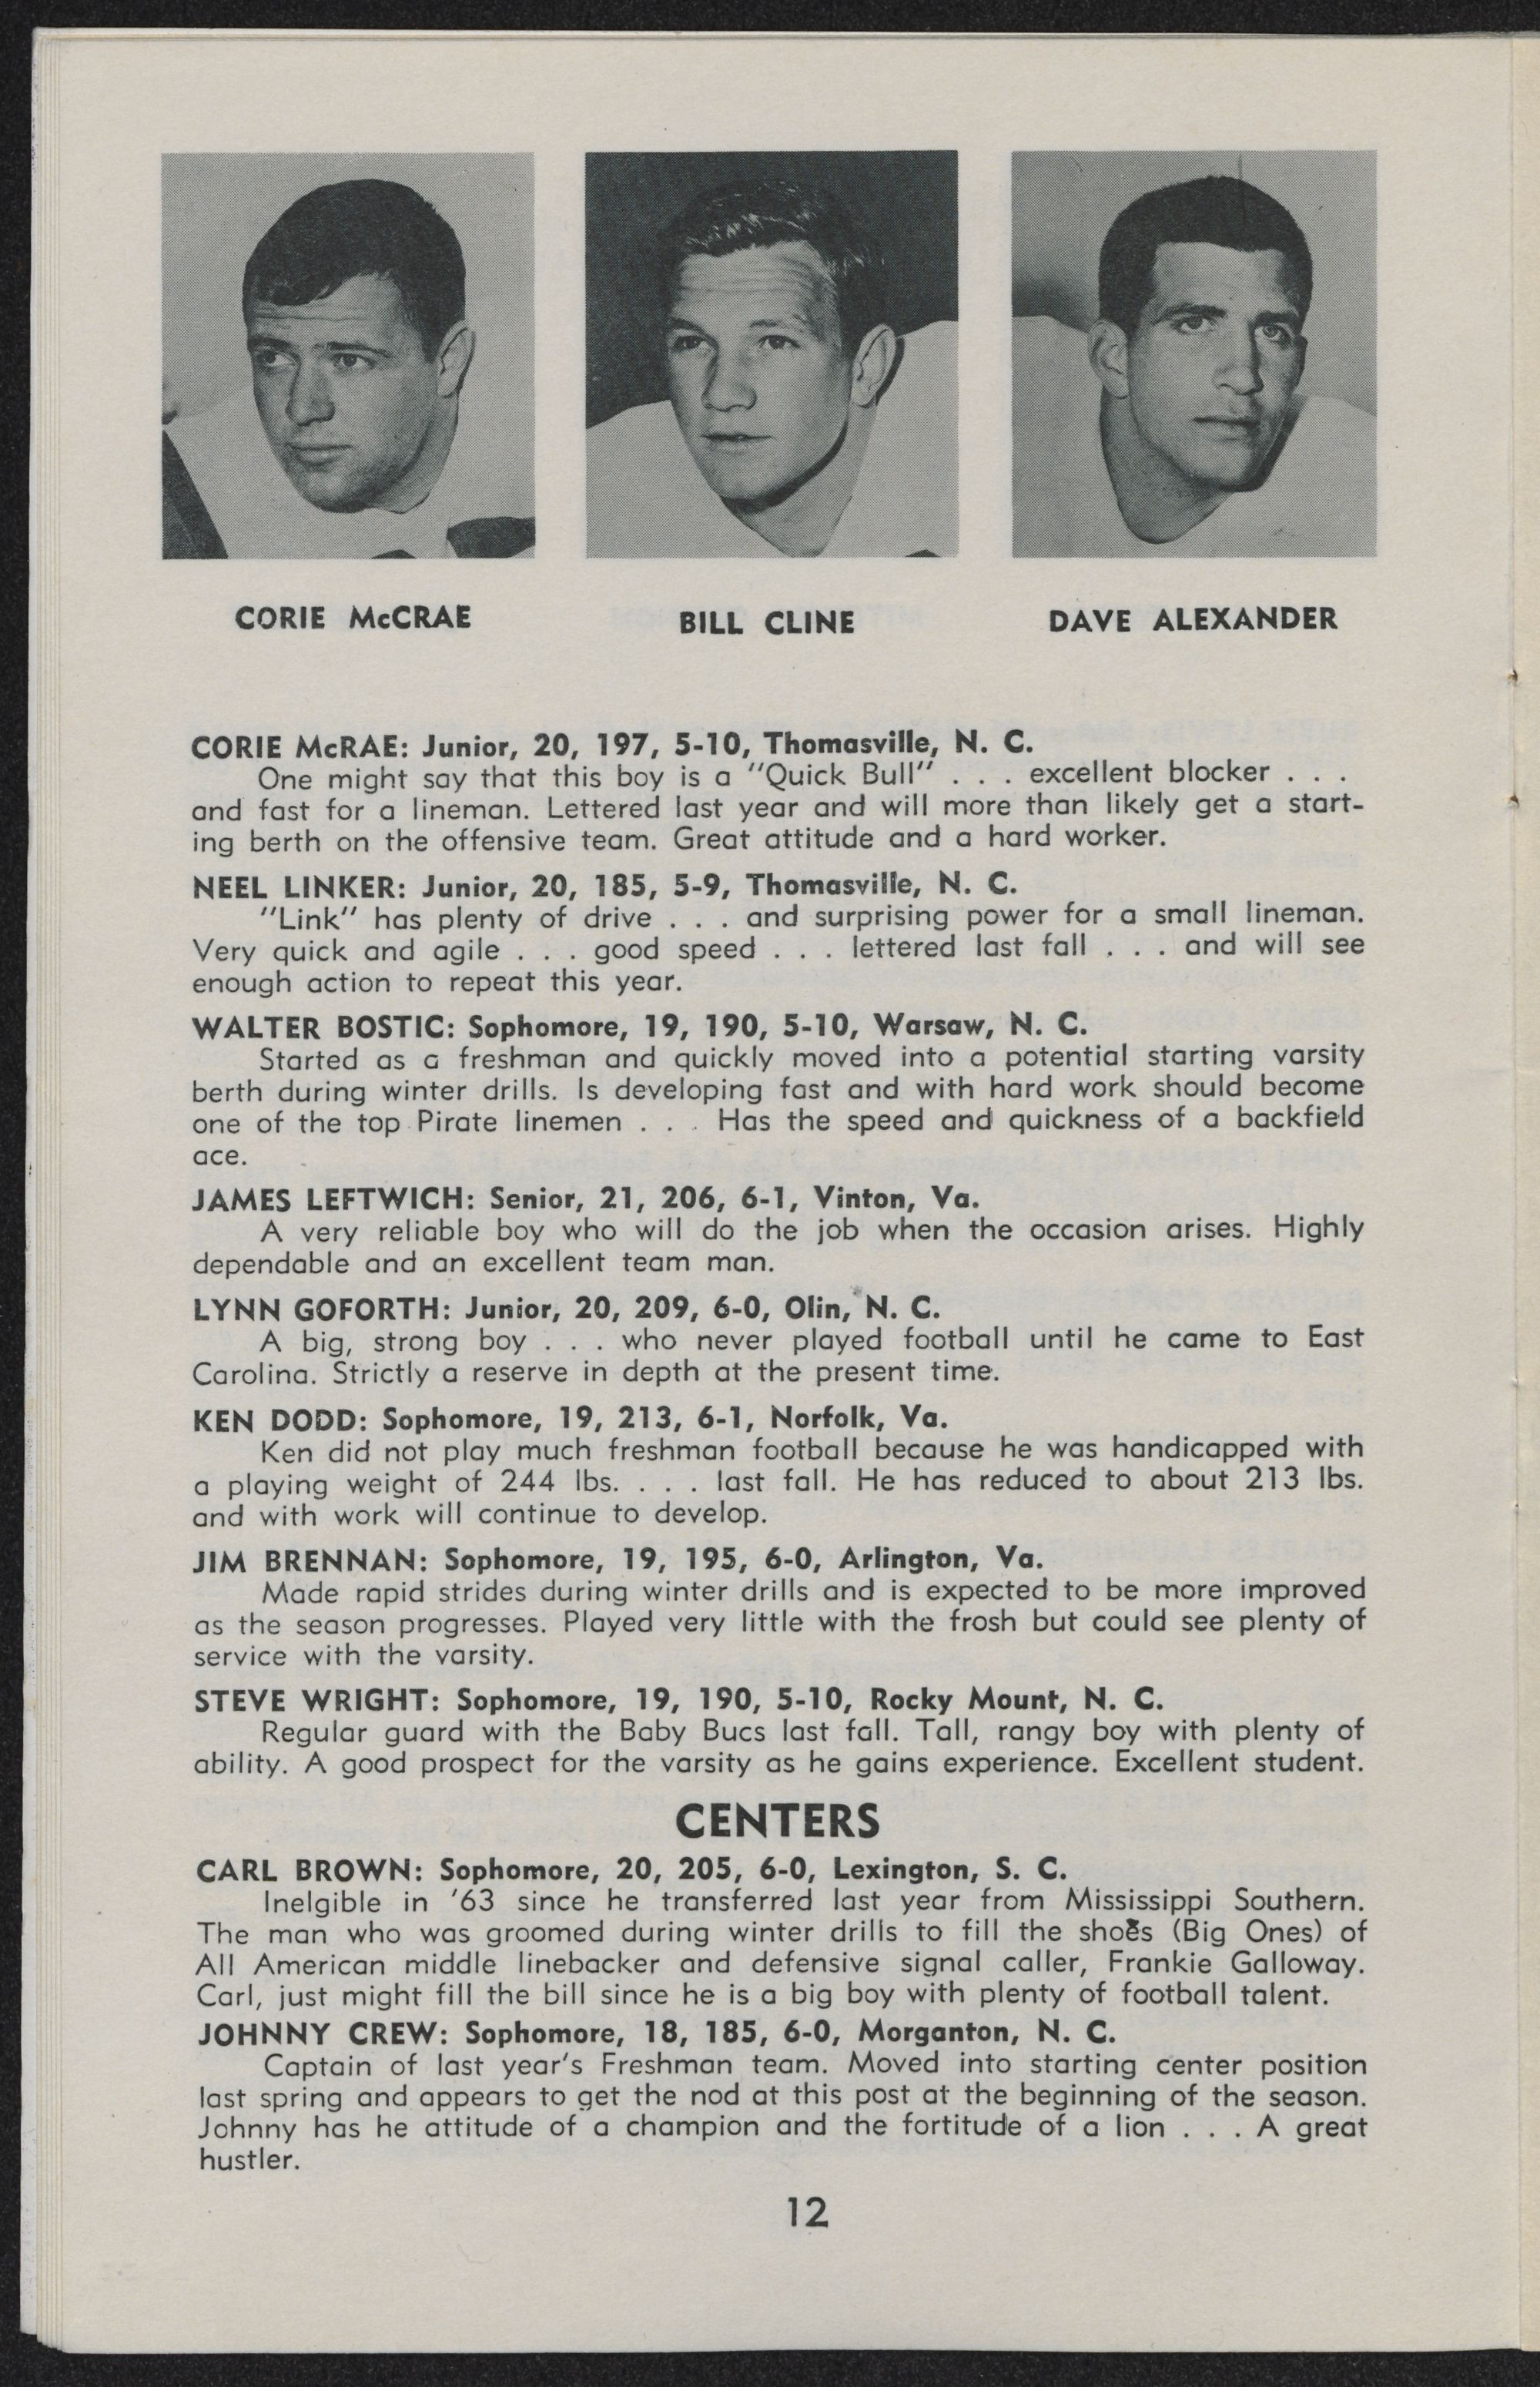 CORIE McCRAE
BILL CLINE
DAVE ALEXANDER
CORIE McRAE: Junior, 20, 197, 5-10, Thomasville, N. C.
One might say that this boy is a "Quick Bull" . . . excellent blocker . . .
and fast for a lineman. Lettered last year and will more than likely get a start-
ing berth on the offensive team. Great attitude and a hard worker.
NEEL LINKER: Junior, 20, 185, 5-9, Thomasville, N. C.
"Link" has plenty of drive . . . and surprising power for a small lineman.
Very quick and agile . . . good speed . . . lettered last fall . . . and will see
enough action to repeat this year.
WALTER BOSTIC: Sophomore, 19, 190, 5-10, Warsaw, N. C.
Started as a freshman and quickly moved into a potential starting varsity
berth during winter drills. Is developing fast and with hard work should become
one of the top Pirate linemen . . . Has the speed and quickness of a backfield
ace.
JAMES LEFTWICH: Senior, 21, 206, 6-1, Vinton, Va.
A very reliable boy who will do the job when the occasion arises. Highly
dependable and an excellent team man.
LYNN GOFORTH: Junior, 20, 209, 6-0, Olin, N. C.
A big, strong boy . . . who never played football until he came to East
Carolina. Strictly a reserve in depth at the present time.
KEN DODD: Sophomore, 19, 213, 6-1, Norfolk, Va.
Ken did not play much freshman football because he was handicapped with
a playing weight of 244 lbs. . . . last fall. He has reduced to about 213 lbs.
and with work will continue to develop.
JIM BRENNAN: Sophomore, 19, 195, 6-0, Arlington, Va.
Made rapid strides during winter drills and is expected to be more improved
as the season progresses. Played very little with the frosh but could see plenty of
service with the varsity.
STEVE WRIGHT: Sophomore, 19, 190, 5-10, Rocky Mount, N. C.
Regular guard with the Baby Bucs last fall. Tall, rangy boy with plenty of
ability. A good prospect for the varsity as he gains experience. Excellent student.
CENTERS
CARL BROWN: Sophomore, 20, 205, 6-0, Lexington, S. C.
Inelgible in '63 since he transferred last year from Mississippi Southern.
The man who was groomed during winter drills to fill the shoes (Big Ones) of
All American middle linebacker and defensive signal caller, Frankie Galloway.
Carl, just might fill the bill since he is a big boy with plenty of football talent.
JOHNNY CREW: Sophomore, 18, 185, 6-0, Morganton, N. C.
Captain of last year's Freshman team. Moved into starting center position
last spring and appears to get the nod at this post at the beginning of the season.
Johnny has he attitude of a champion and the fortitude of a lion . . . A great
hustler.
12